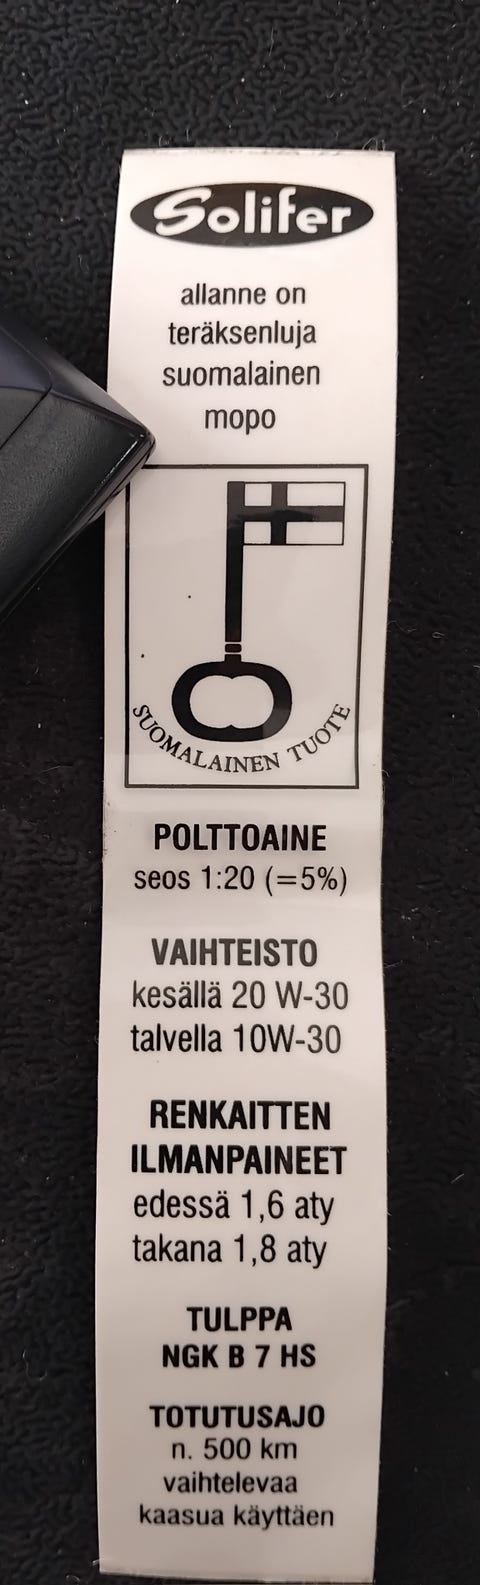 Solifer
allanne on
teräksenluja
suomalainen
mopo
SUOMALAINEN TUOTE
POLTTOAINE
seos 1:20 (=5%)
VAIHTEISTO
kesällä 20 W-30
talvella 10W-30
RENKAITTEN
ILMANPAINEET
edessä 1,6 aty
takana 1,8 aty
TULPPA
NGK B 7 HS
TOTUTUSAJO
n. 500 km
vaihtelevaa
kaasua käyttäen